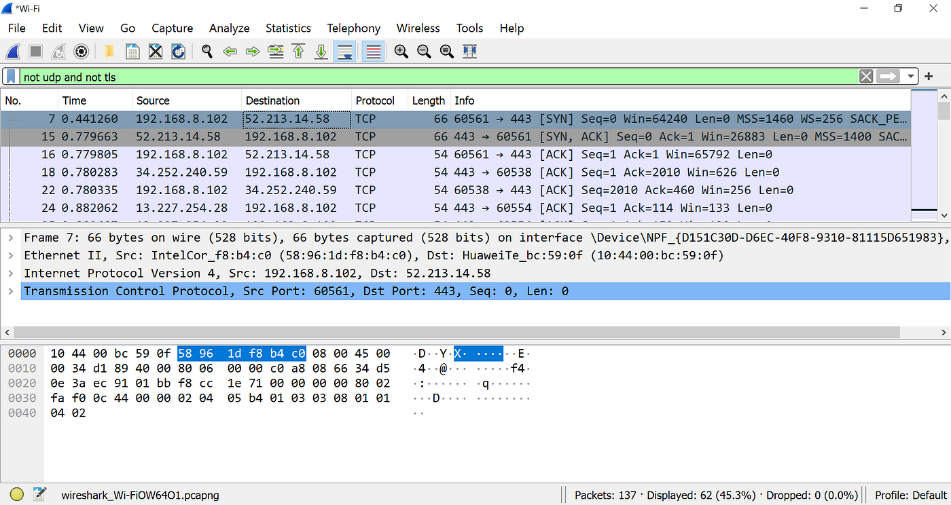 *Wi-Fi
File Edit View Go Capture Analyze Statistics Telephony Wireless Tools Help
not udp and not tls
No. Time Source Destination Protocol Length Info
7 0.441260 192.168.8.102 52.213.14.58 TCP 66 60561 → 443 [SYN] Seq=0 Win=64240 Len=0 MSS=1460 WS=256 SACK_PE…
15 0.779663 52.213.14.58 192.168.8.102 TCP 66 443 → 60561 [SYN, ACK] Seq=0 Ack=1 Win=26883 Len=0 MSS=1400 SAC…
16 0.779805 192.168.8.102 52.213.14.58 TCP 54 60561 → 443 [ACK] Seq=1 Ack=1 Win=65792 Len=0
18 0.780283 34.252.240.59 192.168.8.102 TCP 54 443 → 60538 [ACK] Seq=1 Ack=2010 Win=626 Len=0
22 0.780335 192.168.8.102 34.252.240.59 TCP 54 60538 → 443 [ACK] Seq=2010 Ack=460 Win=256 Len=0
24 0.882062 13.227.254.28 192.168.8.102 TCP 54 443 → 60554 [ACK] Seq=1 Ack=114 Win=133 Len=0
Frame 7: 66 bytes on wire (528 bits), 66 bytes captured (528 bits) on interface \Device\NPF_{D151C30D-D6EC-40F8-9310-81115D651983},
Ethernet II, Src: IntelCor_f8:b4:c0 (58:96:1d:f8:b4:c0), Dst: HuaweiTe_bc:59:0f (10:44:00:bc:59:0f)
Internet Protocol Version 4, Src: 192.168.8.102, Dst: 52.213.14.58
Transmission Control Protocol, Src Port: 60561, Dst Port: 443, Seq: 0, Len: 0
0000 10 44 00 bc 59 0f 58 96 1d f8 b4 c0 08 00 45 00 ·D··Y·X· ······E·
0010 00 34 d1 89 40 00 80 06 00 00 c0 a8 08 66 34 d5 ·4··@··· ·····f4·
0020 0e 3a ec 91 01 bb f8 cc 1e 71 00 00 00 00 80 02 ·:······ ·q······
0030 fa f0 0c 44 00 00 02 04 05 b4 01 03 03 08 01 01 ···D···· ········
0040 04 02 ··
wireshark_Wi-FiOW64O1.pcapng Packets: 137 · Displayed: 62 (45.3%) · Dropped: 0 (0.0%) Profile: Default